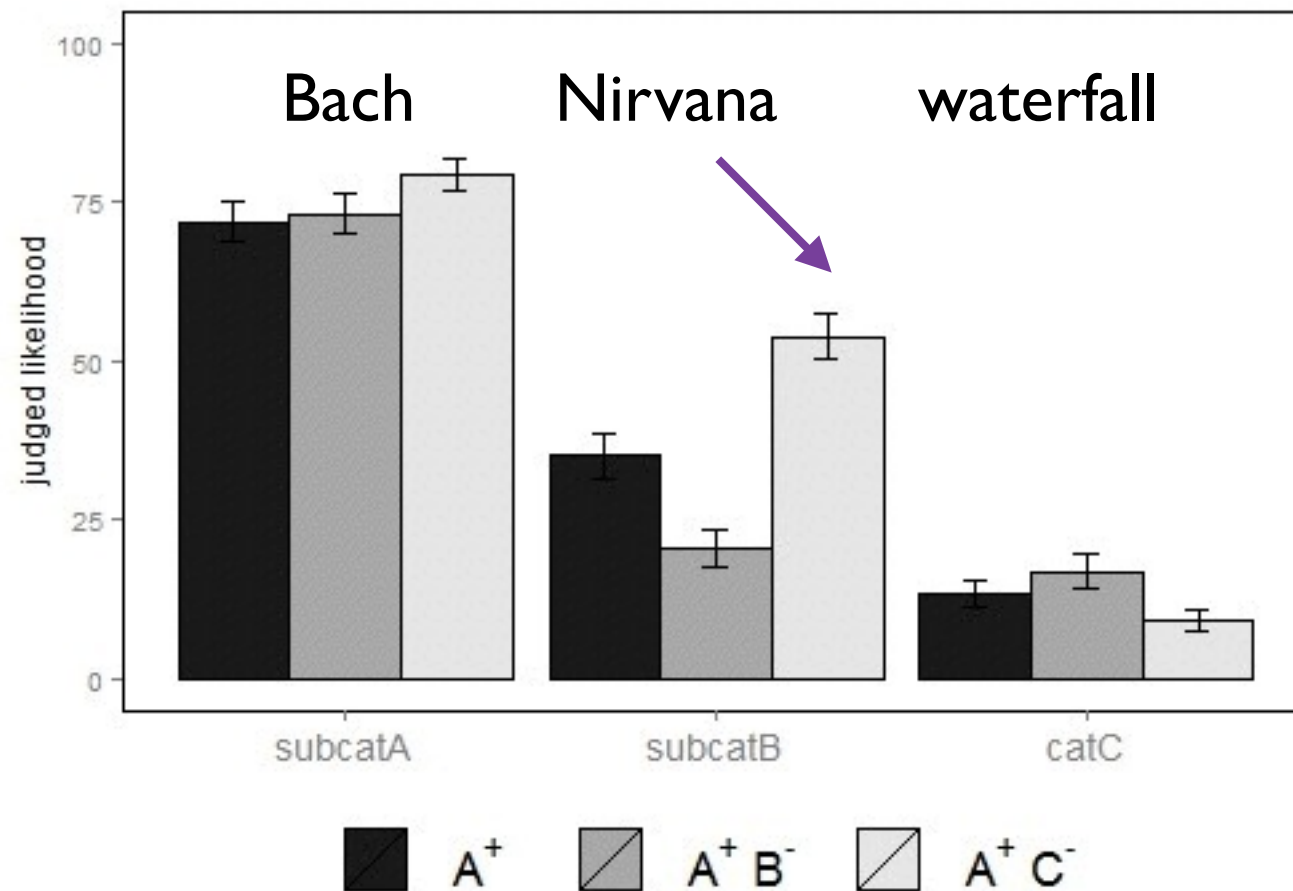 100
Bach Nirvana waterfall
75
judged likelihood
50
25
0
subcatA subcatB catC
A⁺ A⁺ B⁻ A⁺ C⁻